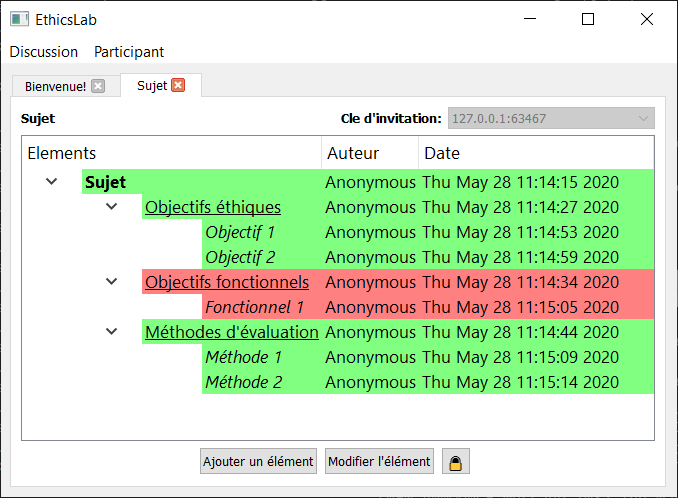 EthicsLab
Discussion Participant
Bienvenue! Sujet
Sujet Cle d'invitation: 127.0.0.1:63467
Elements Auteur Date
Sujet Anonymous Thu May 28 11:14:15 2020
Objectifs éthiques Anonymous Thu May 28 11:14:27 2020
Objectif 1 Anonymous Thu May 28 11:14:53 2020
Objectif 2 Anonymous Thu May 28 11:14:59 2020
Objectifs fonctionnels Anonymous Thu May 28 11:14:34 2020
Fonctionnel 1 Anonymous Thu May 28 11:15:05 2020
Méthodes d'évaluation Anonymous Thu May 28 11:14:44 2020
Méthode 1 Anonymous Thu May 28 11:15:09 2020
Méthode 2 Anonymous Thu May 28 11:15:14 2020
Ajouter un élément Modifier l'élément